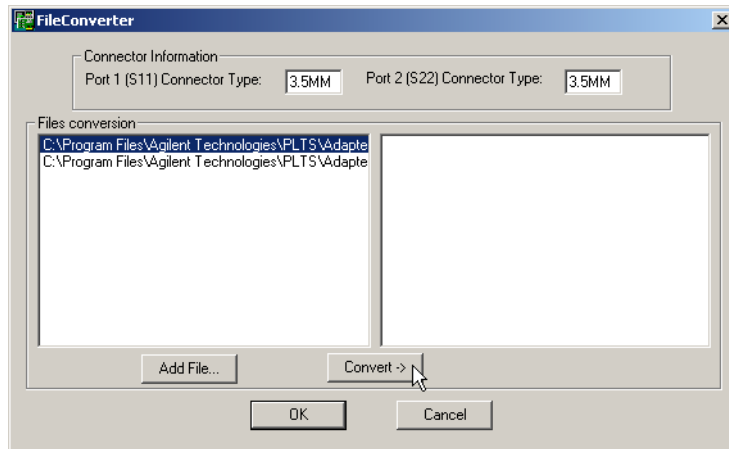 FileConverter
Connector Information
Port 1 (S11) Connector Type: 3.5MM Port 2 (S22) Connector Type: 3.5MM
Files conversion
C:\Program Files\Agilent Technologies\PLTS\Adapte
C:\Program Files\Agilent Technologies\PLTS\Adapte
Add File... Convert ->
OK Cancel